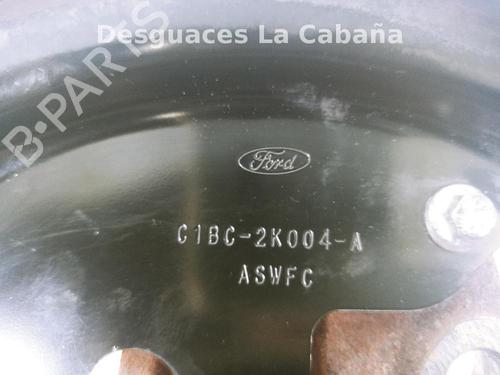 Desguaces La Cabaña
B-PARTS
Ford
C1BC-2K004-A
ASWFC